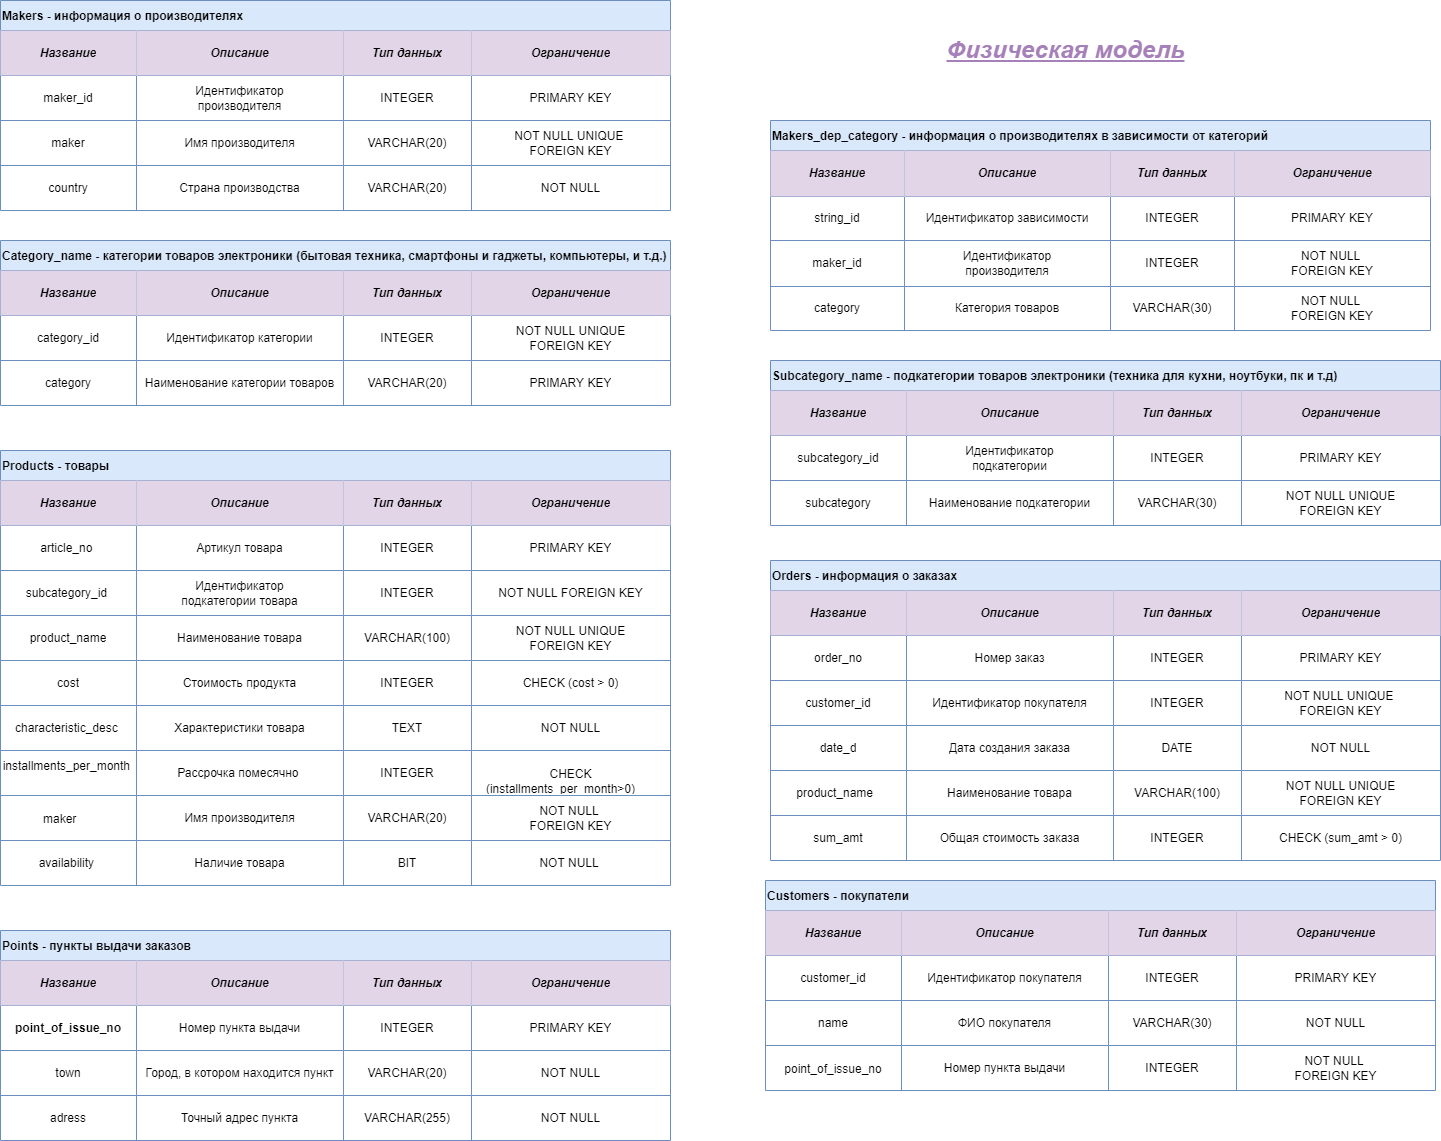 Makers - информация о производителях
Название Описание Тип данных Ограничение
maker_id Идентификатор производителя INTEGER PRIMARY KEY
maker Имя производителя VARCHAR(20) NOT NULL UNIQUE FOREIGN KEY
country Страна производства VARCHAR(20) NOT NULL
Category_name - категории товаров электроники (бытовая техника, смартфоны и гаджеты, компьютеры, и т.д.)
Название Описание Тип данных Ограничение
category_id Идентификатор категории INTEGER NOT NULL UNIQUE FOREIGN KEY
category Наименование категории товаров VARCHAR(20) PRIMARY KEY
Products - товары
Название Описание Тип данных Ограничение
article_no Артикул товара INTEGER PRIMARY KEY
subcategory_id Идентификатор подкатегории товара INTEGER NOT NULL FOREIGN KEY
product_name Наименование товара VARCHAR(100) NOT NULL UNIQUE FOREIGN KEY
cost Стоимость продукта INTEGER CHECK (cost > 0)
characteristic_desc Характеристики товара TEXT NOT NULL
installments_per_month Рассрочка помесячно INTEGER CHECK (installments_per_month>0)
maker Имя производителя VARCHAR(20) NOT NULL FOREIGN KEY
availability Наличие товара BIT NOT NULL
Points - пункты выдачи заказов
Название Описание Тип данных Ограничение
point_of_issue_no Номер пункта выдачи INTEGER PRIMARY KEY
town Город, в котором находится пункт VARCHAR(20) NOT NULL
adress Точный адрес пункта VARCHAR(255) NOT NULL
Физическая модель
Makers_dep_category - информация о производителях в зависимости от категорий
Название Описание Тип данных Ограничение
string_id Идентификатор зависимости INTEGER PRIMARY KEY
maker_id Идентификатор производителя INTEGER NOT NULL FOREIGN KEY
category Категория товаров VARCHAR(30) NOT NULL FOREIGN KEY
Subcategory_name - подкатегории товаров электроники (техника для кухни, ноутбуки, пк и т.д)
Название Описание Тип данных Ограничение
subcategory_id Идентификатор подкатегории INTEGER PRIMARY KEY
subcategory Наименование подкатегории VARCHAR(30) NOT NULL UNIQUE FOREIGN KEY
Orders - информация о заказах
Название Описание Тип данных Ограничение
order_no Номер заказ INTEGER PRIMARY KEY
customer_id Идентификатор покупателя INTEGER NOT NULL UNIQUE FOREIGN KEY
date_d Дата создания заказа DATE NOT NULL
product_name Наименование товара VARCHAR(100) NOT NULL UNIQUE FOREIGN KEY
sum_amt Общая стоимость заказа INTEGER CHECK (sum_amt > 0)
Customers - покупатели
Название Описание Тип данных Ограничение
customer_id Идентификатор покупателя INTEGER PRIMARY KEY
name ФИО покупателя VARCHAR(30) NOT NULL
point_of_issue_no Номер пункта выдачи INTEGER NOT NULL FOREIGN KEY